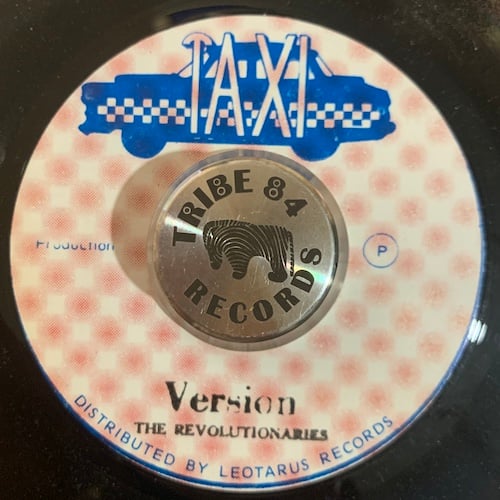 TAXI
TRIBE 84
RECORDS
Production
P
Version
THE REVOLUTIONARIES
DISTRIBUTED BY LEOTARUS RECORDS